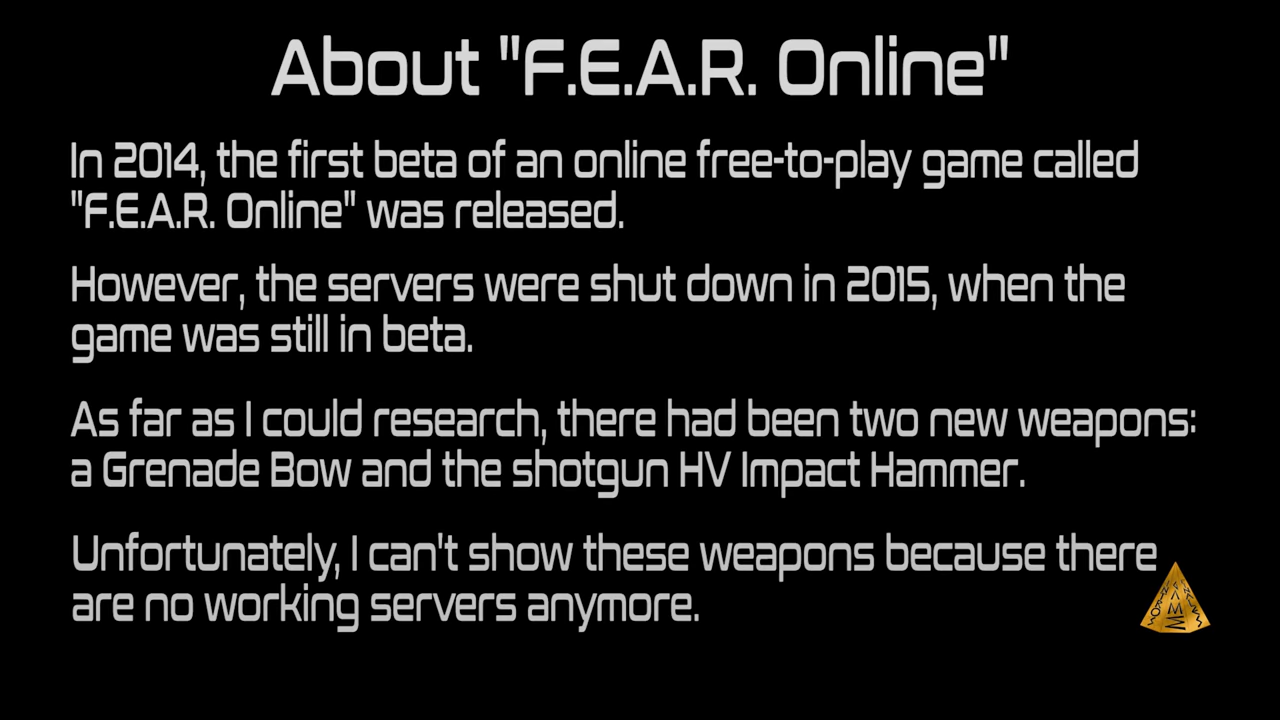 About "F.E.A.R. Online"
In 2014, the first beta of an online free-to-play game called
"F.E.A.R. Online" was released.
However, the servers were shut down in 2015, when the
game was still in beta.
As far as I could research, there had been two new weapons:
a Grenade Bow and the shotgun HV Impact Hammer.
Unfortunately, I can't show these weapons because there
are no working servers anymore.